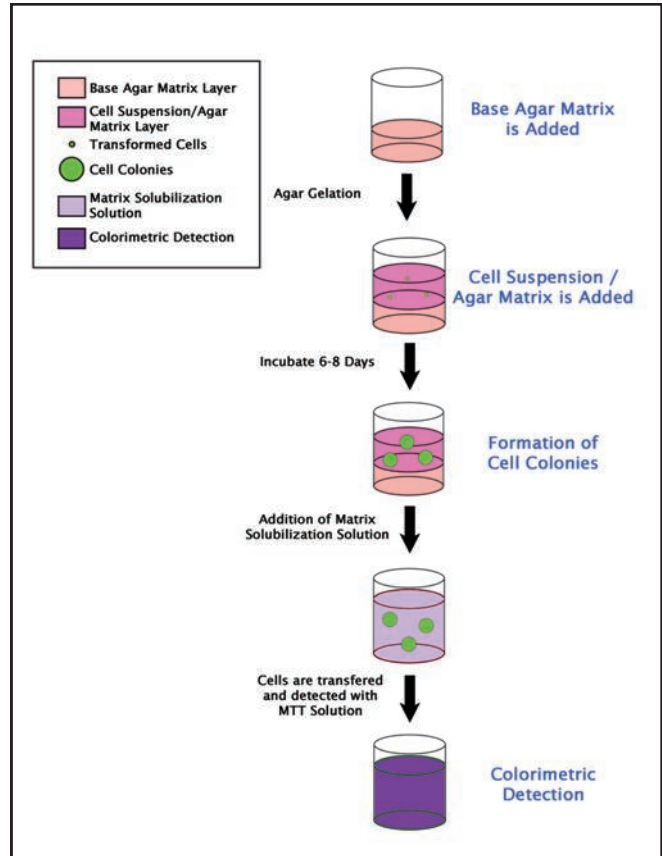 Base Agar Matrix Layer
Cell Suspension/Agar
Matrix Layer
Transformed Cells
Cell Colonies
Matrix Solubilization
Solution
Colorimetric Detection
Base Agar Matrix
is Added
Agar Gelation
Cell Suspension /
Agar Matrix is Added
Incubate 6-8 Days
Formation of
Cell Colonies
Addition of Matrix
Solubilization Solution
Cells are transfered
and detected with
MTT Solution
Colorimetric
Detection